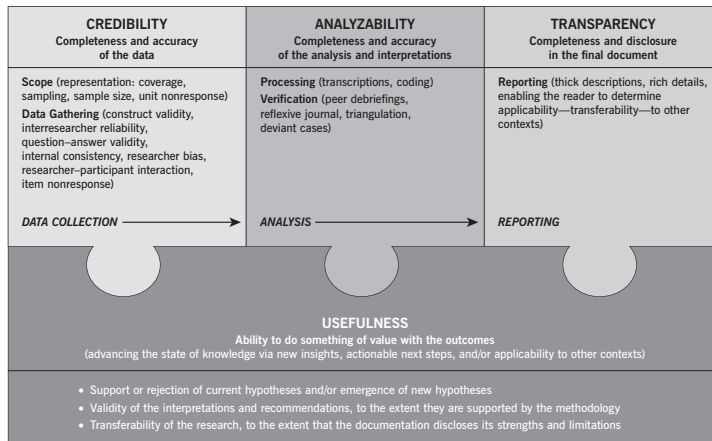 CREDIBILITY
Completeness and accuracy
of the data
Scope (representation: coverage,
sampling, sample size, unit nonresponse)
Data Gathering (construct validity,
interresearcher reliability,
question–answer validity,
internal consistency, researcher bias,
researcher–participant interaction,
item nonresponse)
DATA COLLECTION
ANALYZABILITY
Completeness and accuracy
of the analysis and interpretations
Processing (transcriptions, coding)
Verification (peer debriefings,
reflexive journal, triangulation,
deviant cases)
ANALYSIS
TRANSPARENCY
Completeness and disclosure
in the final document
Reporting (thick descriptions, rich details,
enabling the reader to determine
applicability—transferability—to other
contexts)
REPORTING
USEFULNESS
Ability to do something of value with the outcomes
(advancing the state of knowledge via new insights, actionable next steps, and/or applicability to other contexts)
• Support or rejection of current hypotheses and/or emergence of new hypotheses
• Validity of the interpretations and recommendations, to the extent they are supported by the methodology
• Transferability of the research, to the extent that the documentation discloses its strengths and limitations